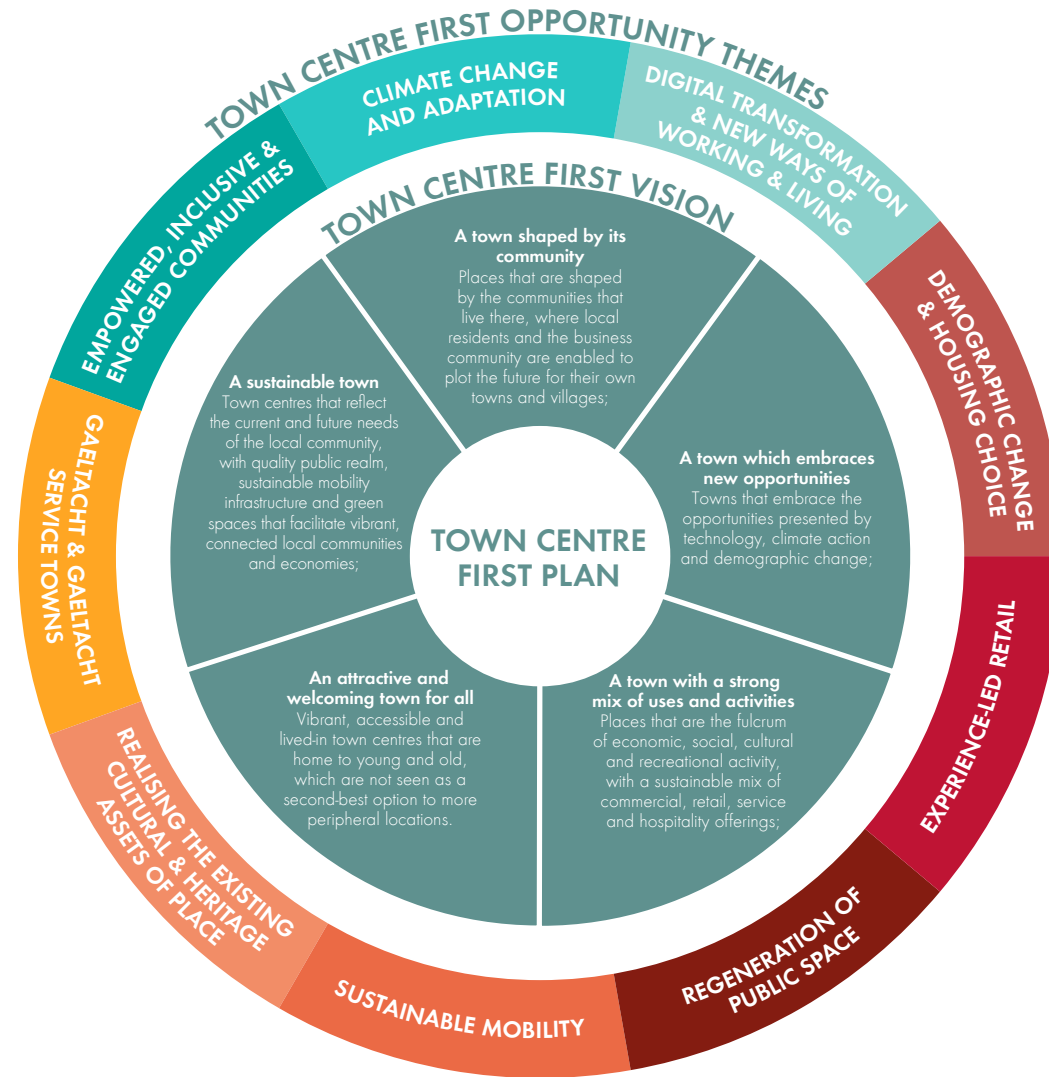 TOWN CENTRE FIRST OPPORTUNITY THEMES
CLIMATE CHANGE
AND ADAPTATION
DIGITAL TRANSFORMATION
& NEW WAYS OF
WORKING & LIVING
DEMOGRAPHIC CHANGE
& HOUSING CHOICE
EXPERIENCE-LED RETAIL
REGENERATION OF
PUBLIC SPACE
SUSTAINABLE MOBILITY
REALISING THE EXISTING
CULTURAL & HERITAGE
ASSETS OF PLACE
GAELTACHT & GAELTACHT
SERVICE TOWNS
EMPOWERED, INCLUSIVE &
ENGAGED COMMUNITIES
TOWN CENTRE FIRST VISION
A town shaped by its
community
Places that are shaped
by the communities that
live there, where local
residents and the business
community are enabled to
plot the future for their own
towns and villages;
A town which embraces
new opportunities
Towns that embrace the
opportunities presented by
technology, climate action
and demographic change;
A town with a strong
mix of uses and activities
Places that are the fulcrum
of economic, social, cultural
and recreational activity,
with a sustainable mix of
commercial, retail, service
and hospitality offerings;
An attractive and
welcoming town for all
Vibrant, accessible and
lived-in town centres that are
home to young and old,
which are not seen as a
second-best option to more
peripheral locations.
A sustainable town
Town centres that reflect
the current and future needs
of the local community,
with quality public realm,
sustainable mobility
infrastructure and green
spaces that facilitate vibrant,
connected local communities
and economies;
TOWN CENTRE
FIRST PLAN